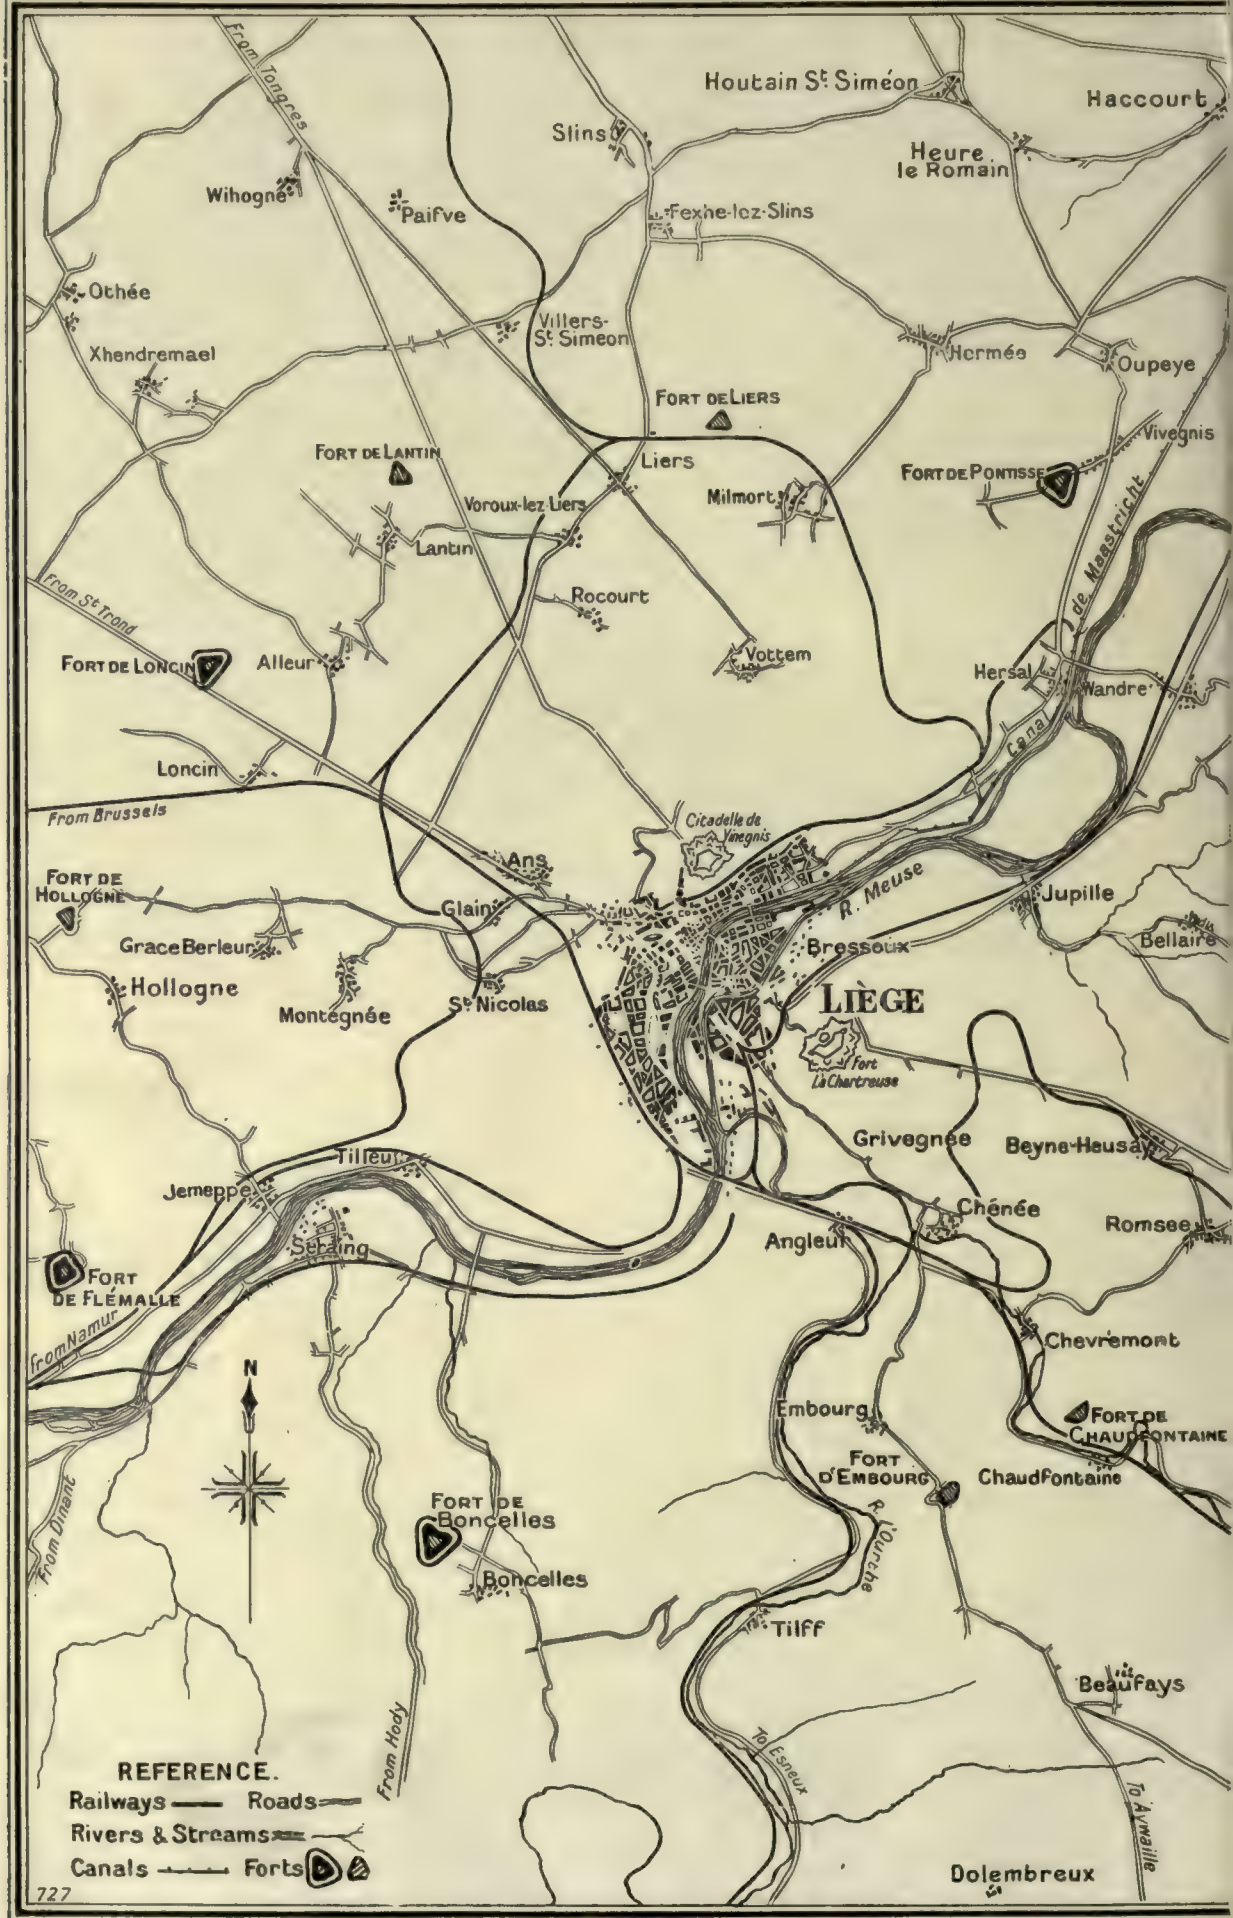 From Tongres
Houtain St. Siméon
Haccourt
Slins
Heure
le Romain
Wihogne
Paifve
Fexhe-lez-Slins
Othée
Villers-
St. Simeon
Xhendremael
Hermée
Oupeye
FORT DE LIERS
Vivegnis
FORT DE LANTIN
Liers
FORT DE PONTISSE
Voroux-lez-Liers
Milmort
Lantin
de Maastricht
From St Trond
Rocourt
FORT DE LONCIN
Alleur
Vottem
Hersal
Wandre
Canal
Loncin
From Brussels
Citadelle de
Vinegnis
Ans
FORT DE
HOLLOGNE
R. Meuse
Jupille
Glain
Grace Berleur
Bressoux
Bellaire
Hollogne
LIÈGE
Montégnée
St. Nicolas
Fort
La Chartreuse
Grivegnée
Beyne-Heusay
Tilleur
Jemeppe
Chênée
Romsee
Seraing
Angleur
FORT
DE FLÉMALLE
from Namur
Chevremont
N
Embourg
FORT DE
CHAUDFONTAINE
FORT
D'EMBOURG
Chaudfontaine
From Dinant
FORT DE
BONCELLES
R. L'Ourthe
Boncelles
Tilff
Beaufays
From Hody
To Esneux
To Aywaille
REFERENCE.
Railways Roads
Rivers & Streams
Canals Forts
Dolembreux
727